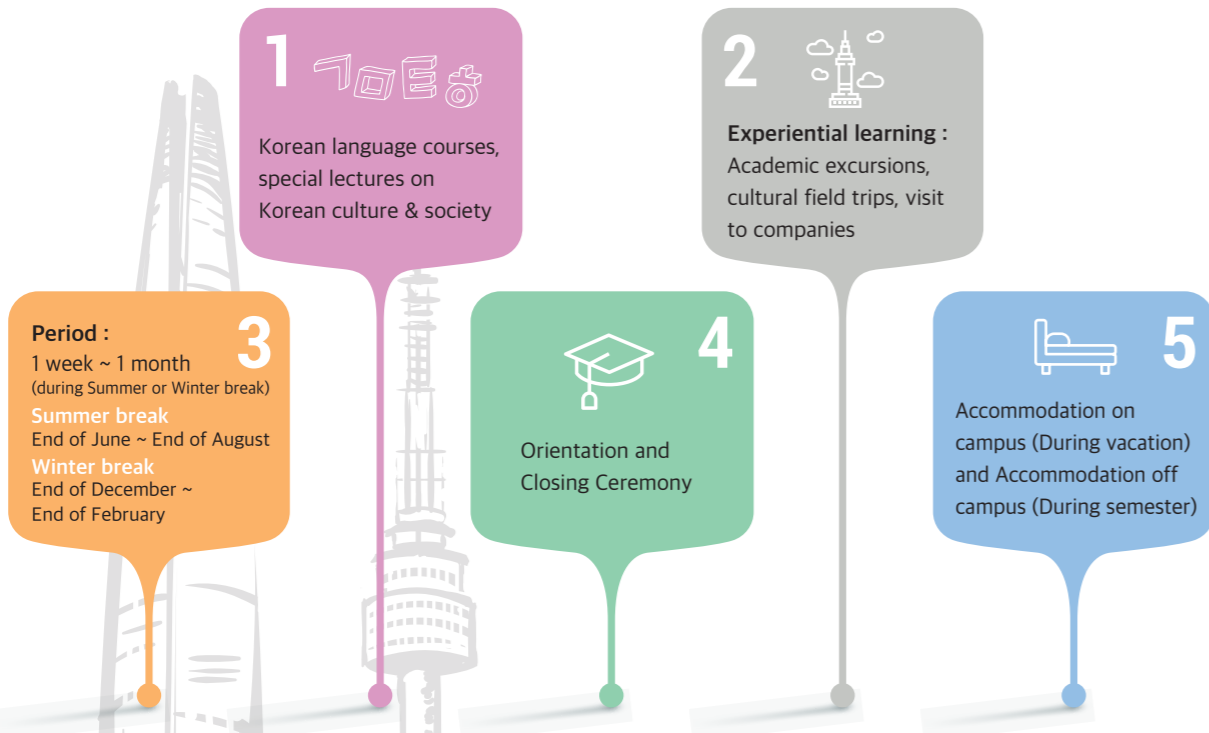 1
ㄱㅁㅌㅎ
Korean language courses,
special lectures on
Korean culture & society
2
Experiential learning :
Academic excursions,
cultural field trips, visit
to companies
3
Period :
1 week ~ 1 month
(during Summer or Winter break)
Summer break
End of June ~ End of August
Winter break
End of December ~
End of February
4
Orientation and
Closing Ceremony
5
Accommodation on
campus (During vacation)
and Accommodation off
campus (During semester)